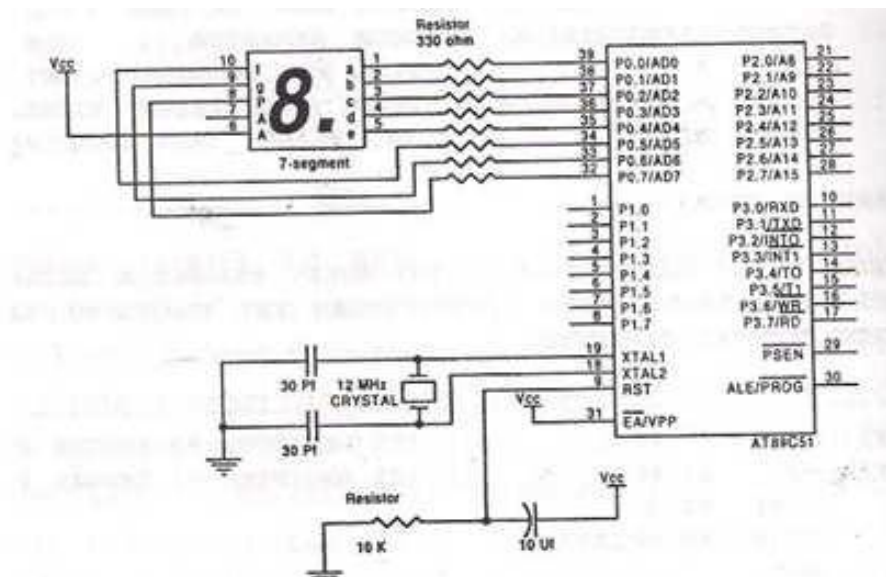 Resistor
330 ohm
Vcc
10
9
8
7
6
g
P
A
A
8.
a
b
d
e
1
2
3
4
5
7-segment
39
38
37
36
35
34
33
32
P0.0/AD0
P0.1/AD1
P0.2/AD2
P0.3/AD3
P0.4/AD4
P0.5/AD5
P0.6/AD6
P0.7/AD7
P2.0/A8
P2.1/A9
P2.2/A10
P2.3/A11
P2.4/A12
P2.5/A13
P2.6/A14
P2.7/A15
21
22
23
24
25
26
27
28
1
2
3
4
5
6
7
8
P1.0
P1.1
P1.2
P1.3
P1.4
P1.5
P1.6
P1.7
P3.0/RXD
P3.1/TXD
P3.2/INTO
P3.3/INT1
P3.4/TO
P3.5/T1
P3.6/WR
P3.7/RD
10
11
12
13
14
15
16
17
19
18
9
XTAL1
XTAL2
RST
PSEN
29
ALE/PROG
30
30 Pf
12 MHz
CRYSTAL
30 Pf
Vcc
31
EA/VPP
AT89C51
Resistor
10 K
10 Uf
Vcc